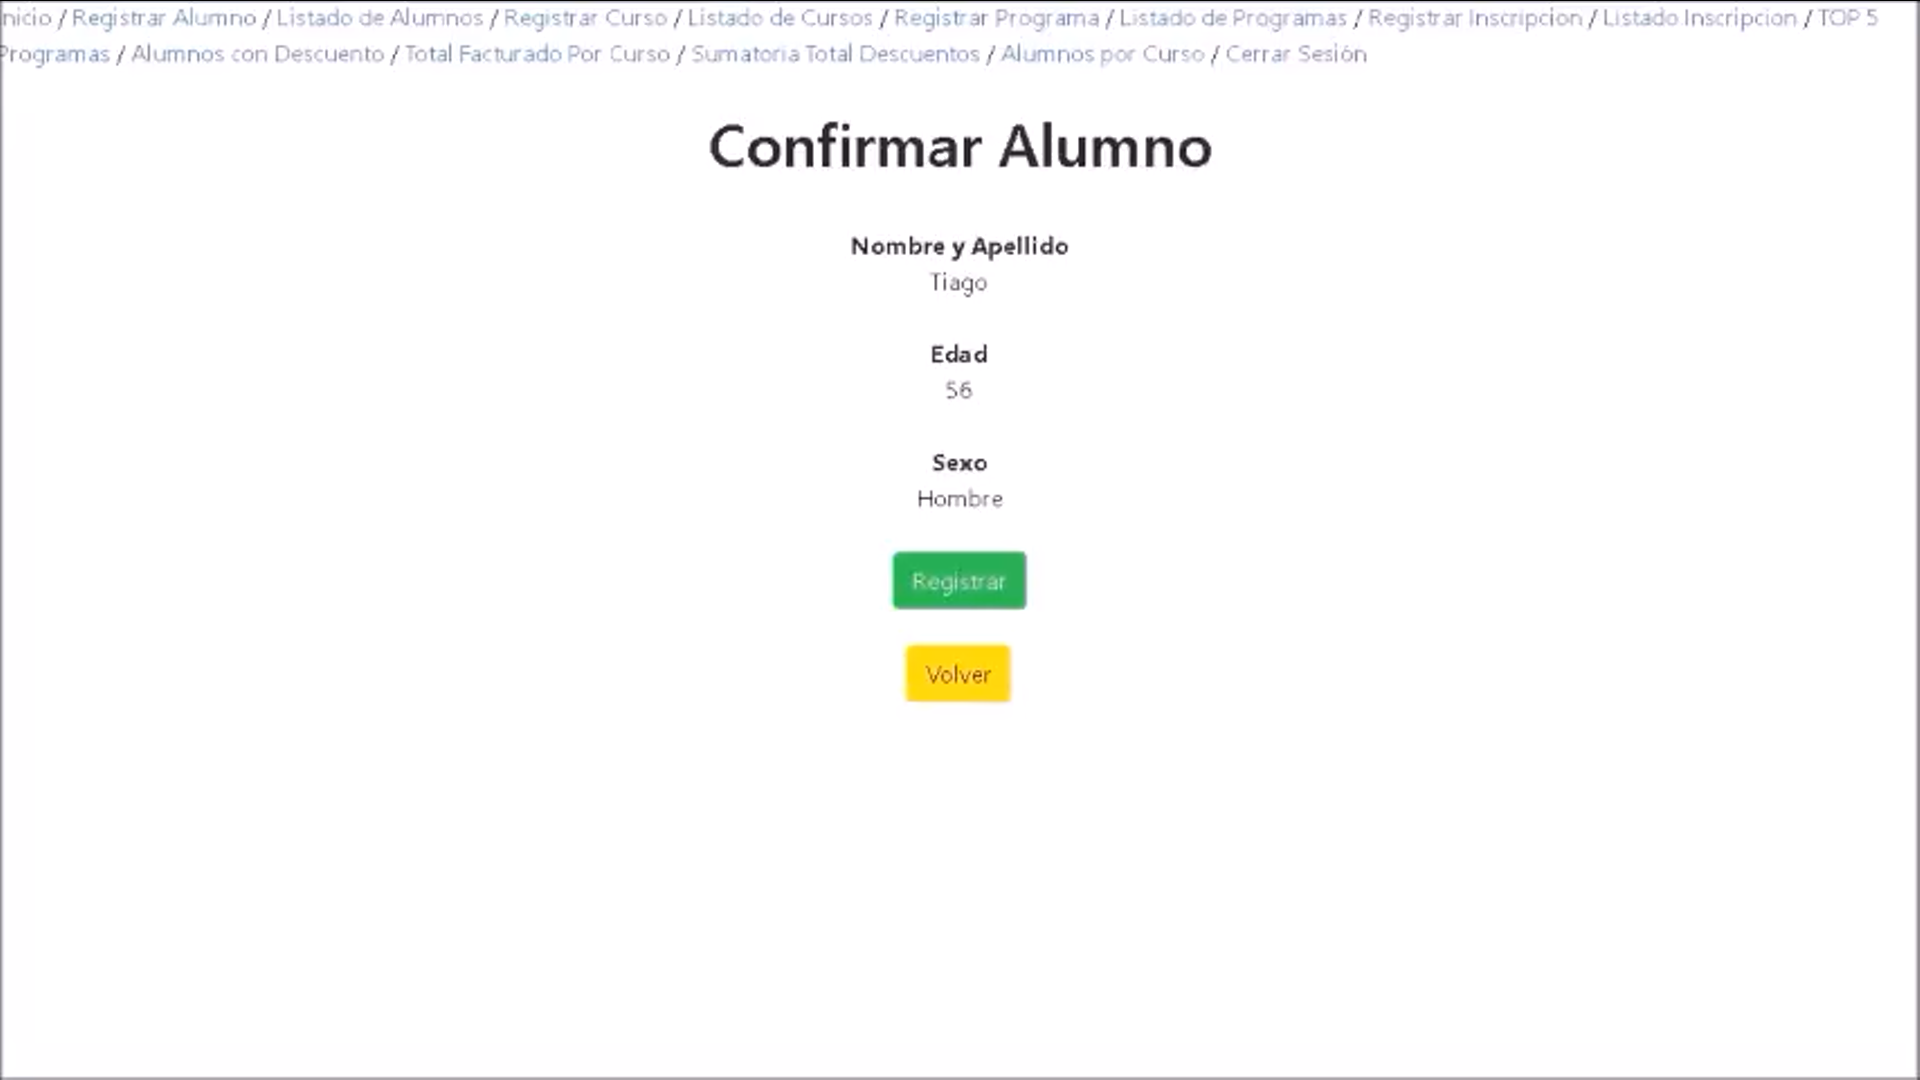 nicio / Registrar Alumno / Listado de Alumnos / Registrar Curso / Listado de Cursos / Registrar Programa / Listado de Programas / Registrar Inscripcion / Listado Inscripcion / TOP 5
Programas / Alumnos con Descuento / Total Facturado Por Curso / Sumatoria Total Descuentos / Alumnos por Curso / Cerrar Sesión
Confirmar Alumno
Nombre y Apellido
Tiago
Edad
56
Sexo
Hombre
Registrar
Volver